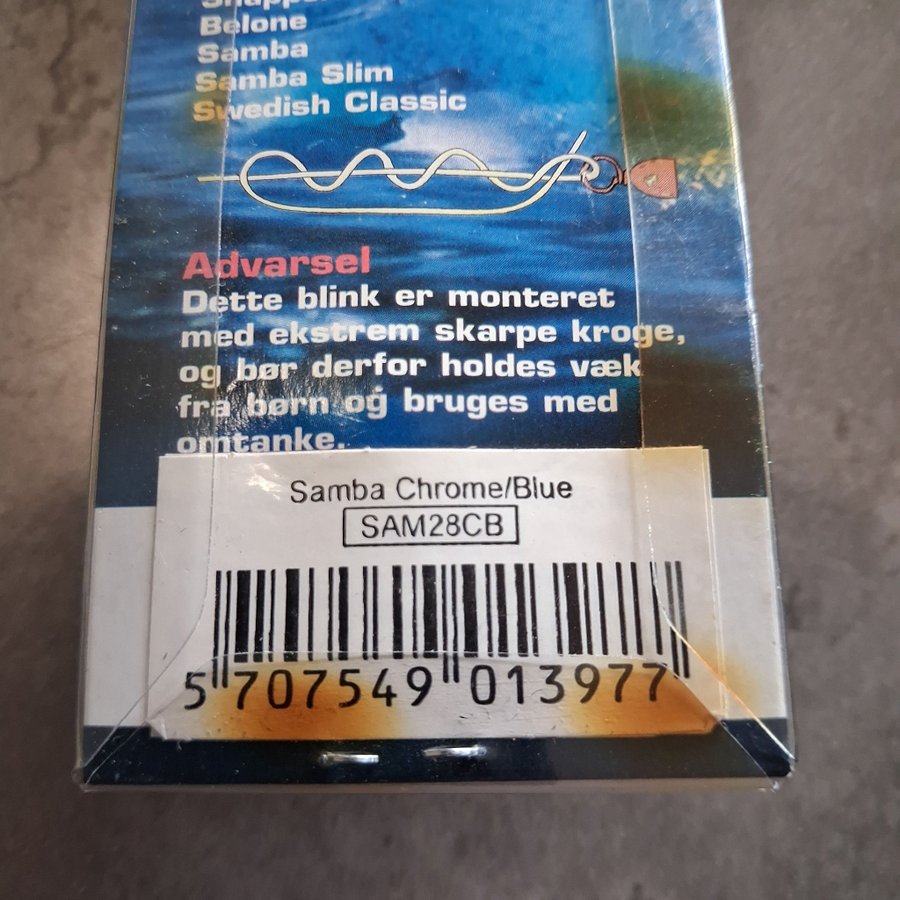 Belone
Samba
Samba Slim
Swedish Classic
Advarsel
Dette blink er monteret
med ekstrem skarpe kroge,
og bør derfor holdes væk
fra børn og bruges med
omtanke.
Samba Chrome/Blue
SAM28CB
5 707549 013977